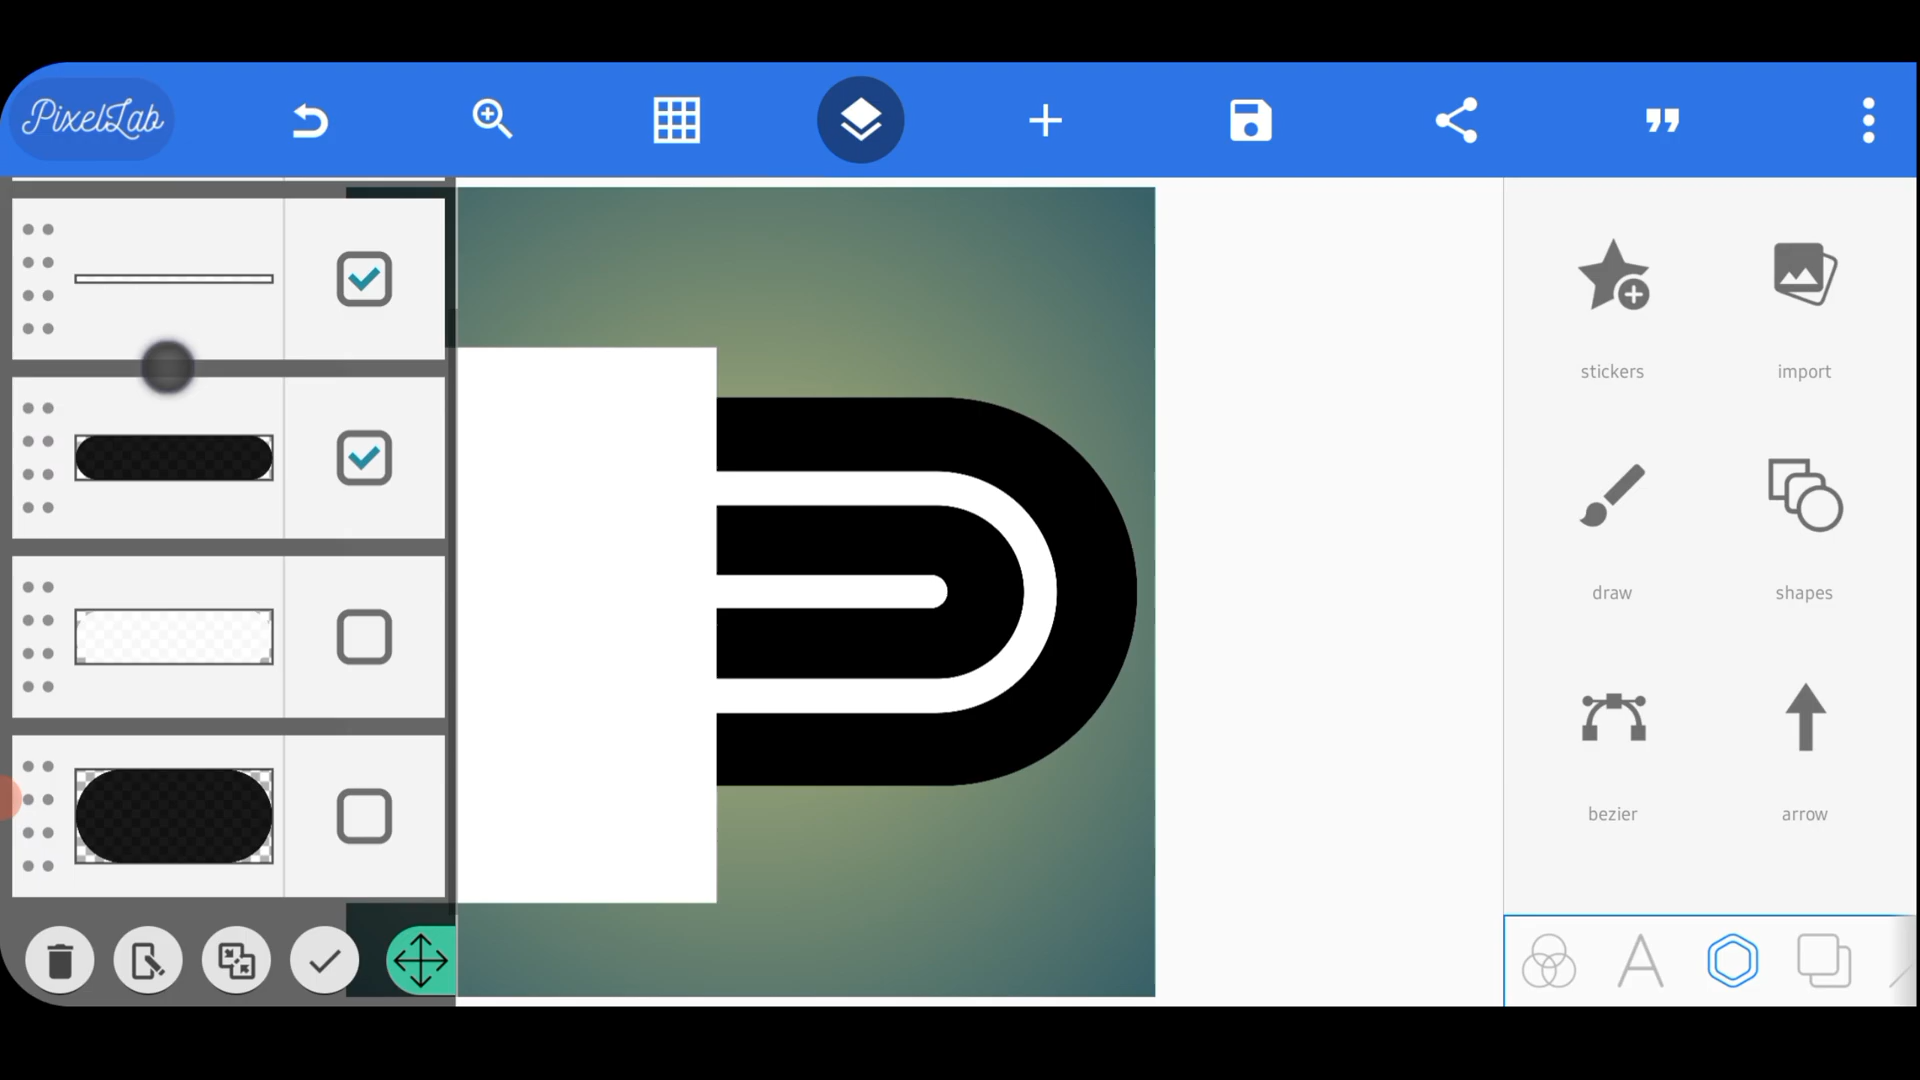 PixelLab
stickers
import
draw
shapes
bezier
arrow